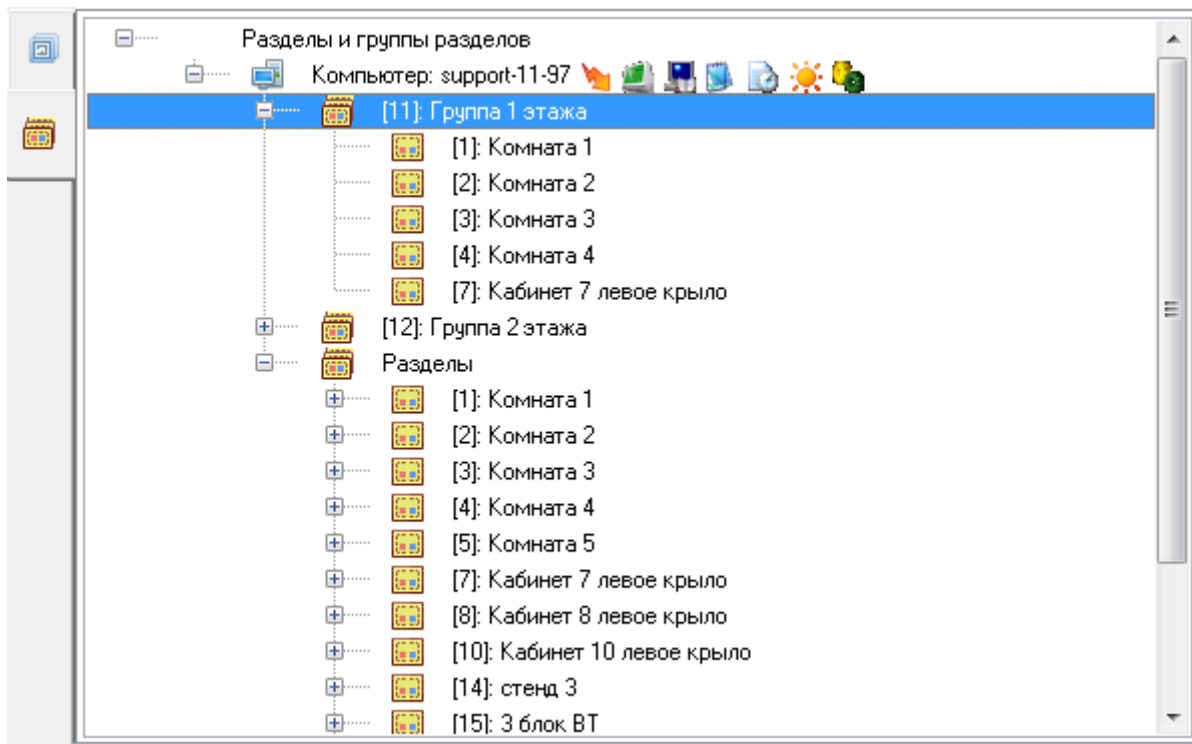 Разделы и группы разделов
Компьютер: support-11-97
[11]: Группа 1 этажа
[1]: Комната 1
[2]: Комната 2
[3]: Комната 3
[4]: Комната 4
[7]: Кабинет 7 левое крыло
[12]: Группа 2 этажа
Разделы
[1]: Комната 1
[2]: Комната 2
[3]: Комната 3
[4]: Комната 4
[5]: Комната 5
[7]: Кабинет 7 левое крыло
[8]: Кабинет 8 левое крыло
[10]: Кабинет 10 левое крыло
[14]: стенд 3
[15]: 3 блок ВТ